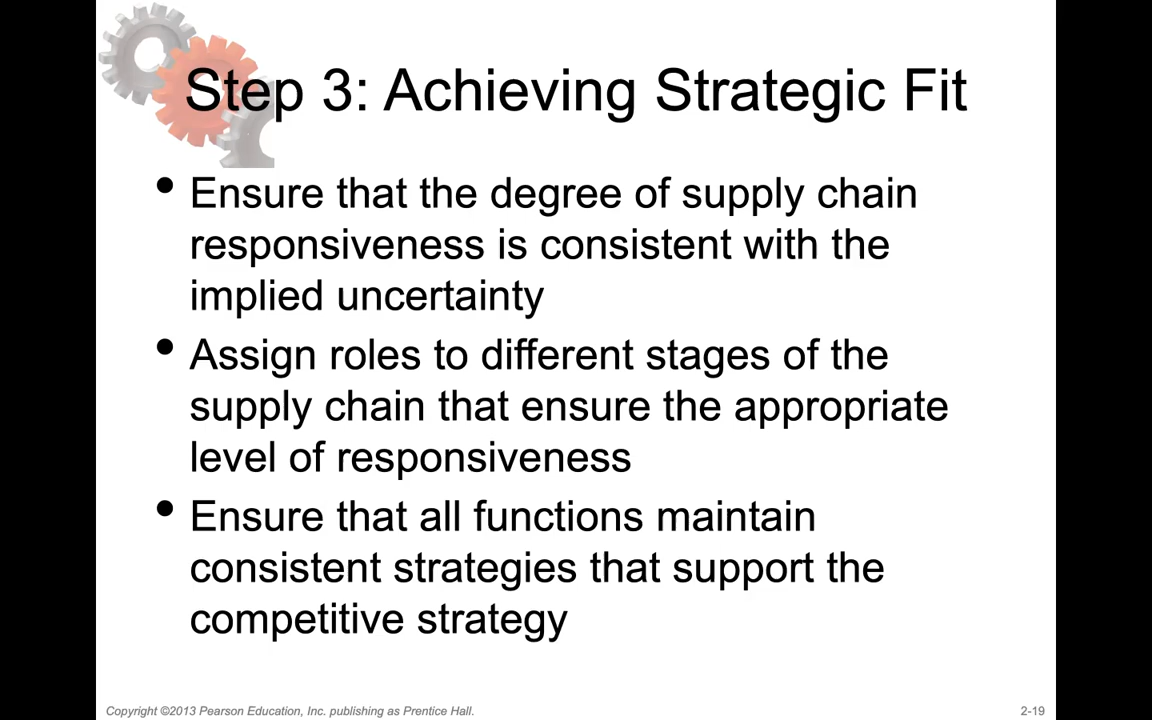 Step 3: Achieving Strategic Fit
• Ensure that the degree of supply chain
responsiveness is consistent with the
implied uncertainty
• Assign roles to different stages of the
supply chain that ensure the appropriate
level of responsiveness
• Ensure that all functions maintain
consistent strategies that support the
competitive strategy
Copyright ©2013 Pearson Education, Inc. publishing as Prentice Hall.
2-19